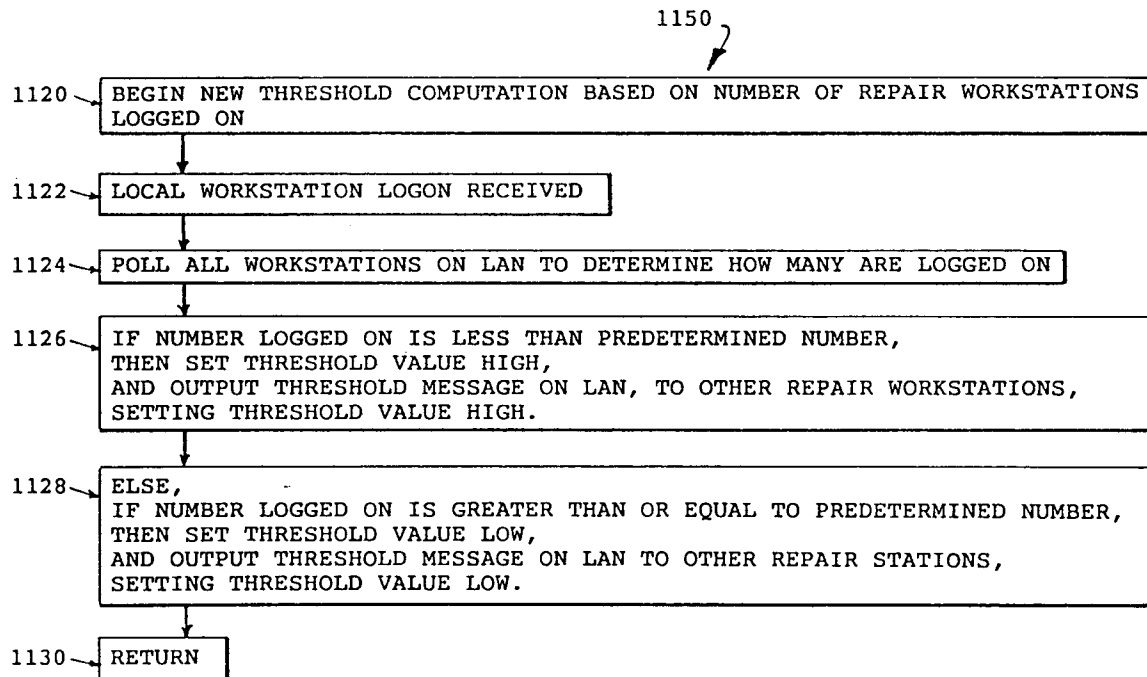 1150
1120
BEGIN NEW THRESHOLD COMPUTATION BASED ON NUMBER OF REPAIR WORKSTATIONS
LOGGED ON
1122
LOCAL WORKSTATION LOGON RECEIVED
1124
POLL ALL WORKSTATIONS ON LAN TO DETERMINE HOW MANY ARE LOGGED ON
1126
IF NUMBER LOGGED ON IS LESS THAN PREDETERMINED NUMBER,
THEN SET THRESHOLD VALUE HIGH,
AND OUTPUT THRESHOLD MESSAGE ON LAN, TO OTHER REPAIR WORKSTATIONS,
SETTING THRESHOLD VALUE HIGH.
1128
ELSE,
IF NUMBER LOGGED ON IS GREATER THAN OR EQUAL TO PREDETERMINED NUMBER,
THEN SET THRESHOLD VALUE LOW,
AND OUTPUT THRESHOLD MESSAGE ON LAN TO OTHER REPAIR STATIONS,
SETTING THRESHOLD VALUE LOW.
1130
RETURN